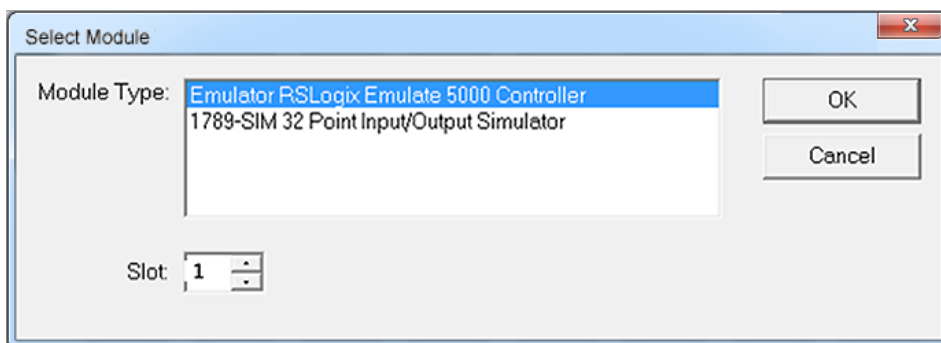 Select Module
Module Type:
Emulator RSLogix Emulate 5000 Controller
1789-SIM 32 Point Input/Output Simulator
OK
Cancel
Slot: 1